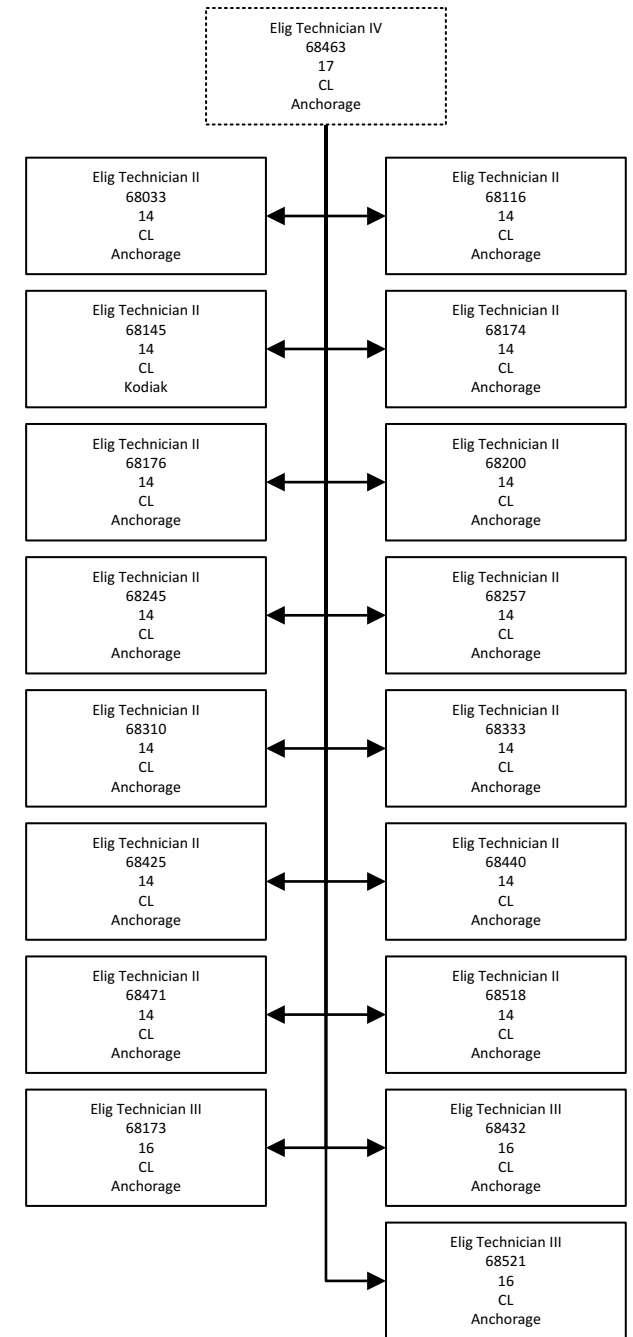 Elig Technician IV
68463
17
CL
Anchorage
Elig Technician II
68033
14
CL
Anchorage
Elig Technician II
68116
14
CL
Anchorage
Elig Technician II
68145
14
CL
Kodiak
Elig Technician II
68174
14
CL
Anchorage
Elig Technician II
68176
14
CL
Anchorage
Elig Technician II
68200
14
CL
Anchorage
Elig Technician II
68245
14
CL
Anchorage
Elig Technician II
68257
14
CL
Anchorage
Elig Technician II
68310
14
CL
Anchorage
Elig Technician II
68333
14
CL
Anchorage
Elig Technician II
68425
14
CL
Anchorage
Elig Technician II
68440
14
CL
Anchorage
Elig Technician II
68471
14
CL
Anchorage
Elig Technician II
68518
14
CL
Anchorage
Elig Technician III
68173
16
CL
Anchorage
Elig Technician III
68432
16
CL
Anchorage
Elig Technician III
68521
16
CL
Anchorage